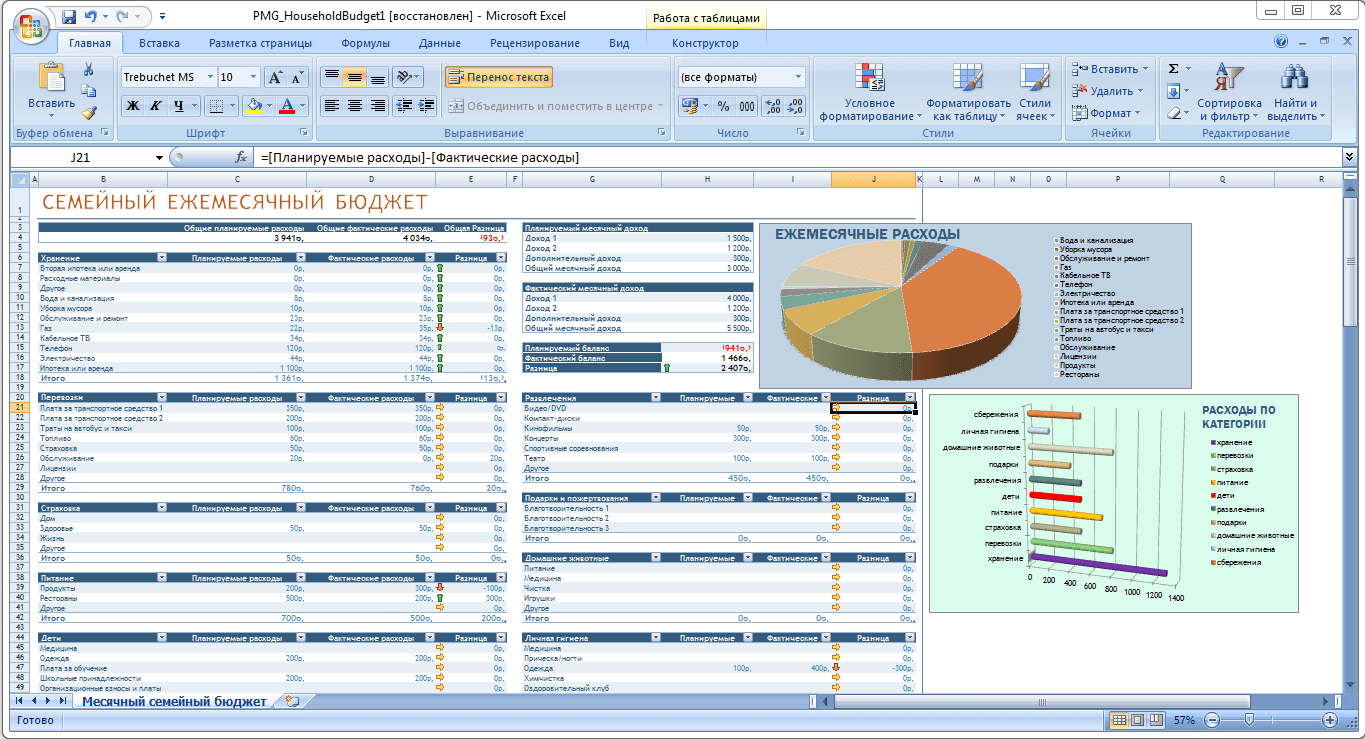 PMG_HouseholdBudget1 [восстановлен] - Microsoft Excel
Работа с таблицами
Главная Вставка Разметка страницы Формулы Данные Рецензирование Вид Конструктор
Вставить
Буфер обмена
Trebuchet MS 10
Ж К Ч
Шрифт
Перенос текста
Объединить и поместить в центре
Выравнивание
(все форматы)
% 000
Число
Условное форматирование
Форматировать как таблицу
Стили ячеек
Стили
Вставить
Удалить
Формат
Ячейки
Сортировка и фильтр
Найти и выделить
Редактирование
J21 fx =[Планируемые расходы]-[Фактические расходы]
A B C D E F G H I J K L M N O P Q R
СЕМЕЙНЫЙ ЕЖЕМЕСЯЧНЫЙ БЮДЖЕТ
Общие планируемые расходы Общие фактические расходы Общая Разница
3 941р, 4 034р, (93р,)
Хранение Планируемые расходы Фактические расходы Разница
Вторая ипотека или аренда 0р, 0р, 0р,
Расходные материалы 0р, 0р, 0р,
Другое 0р, 0р, 0р,
Вода и канализация 8р, 8р, 0р,
Уборка мусора 10р, 10р, 0р,
Обслуживание и ремонт 23р, 23р, 0р,
Газ 22р, 35р, -13р,
Кабельное ТВ 34р, 34р, 0р,
Телефон 120р, 120р, 0р,
Электричество 44р, 44р, 0р,
Ипотека или аренда 1 100р, 1 100р, 0р,
Итого 1 361р, 1 374р, (13р,)
Перевозки Планируемые расходы Фактические расходы Разница
Плата за транспортное средство 1 350р, 350р, 0р,
Плата за транспортное средство 2 200р, 200р, 0р,
Траты на автобус и такси 100р, 100р, 0р,
Топливо 60р, 60р, 0р,
Страховка 50р, 50р, 0р,
Обслуживание 20р, 0р, 20р,
Лицензии 0р,
Другое 0р,
Итого 780р, 760р, 20р,
Страховка Планируемые расходы Фактические расходы Разница
Дом 0р,
Здоровье 50р, 50р, 0р,
Жизнь 0р,
Другое 0р,
Итого 50р, 50р, 0р,
Питание Планируемые расходы Фактические расходы Разница
Продукты 200р, 300р, -100р,
Рестораны 500р, 200р, 300р,
Другое 0р,
Итого 700р, 500р, 200р,
Дети Планируемые расходы Фактические расходы Разница
Медицина 0р,
Одежда 200р, 200р, 0р,
Плата за обучение 0р,
Школьные принадлежности 200р, 200р, 0р,
Организационные взносы и платы 0р,
Планируемый месячный доход
Доход 1 1 500р,
Доход 2 1 200р,
Дополнительный доход 300р,
Общий месячный доход 3 000р,
Фактический месячный доход
Доход 1 4 000р,
Доход 2 1 200р,
Дополнительный доход 300р,
Общий месячный доход 5 500р,
Планируемый баланс (941р,)
Фактический баланс 1 466р,
Разница 2 407р,
Развлечения Планируемые Фактические Разница
Видео/DVD 0р,
Компакт-диски 0р,
Кинофильмы 50р, 50р, 0р,
Концерты 300р, 300р, 0р,
Спортивные соревнования 0р,
Театр 100р, 100р, 0р,
Другое 0р,
Итого 450р, 450р, 0р,
Подарки и пожертвования Планируемые Фактические Разница
Благотворительность 1 0р,
Благотворительность 2 0р,
Благотворительность 3 0р,
Итого 0р, 0р, 0р,
Домашние животные Планируемые Фактические Разница
Питание 0р,
Медицина 0р,
Чистка 0р,
Игрушки 0р,
Другое 0р,
Итого 0р, 0р, 0р,
Личная гигиена Планируемые Фактические Разница
Медицина 0р,
Прическа/ногти 0р,
Одежда 100р, 400р, -300р,
Химчистка 0р,
Оздоровительный клуб 0р,
ЕЖЕМЕСЯЧНЫЕ РАСХОДЫ
Вода и канализация
Уборка мусора
Обслуживание и ремонт
Газ
Кабельное ТВ
Телефон
Электричество
Ипотека или аренда
Плата за транспортное средство 1
Плата за транспортное средство 2
Траты на автобус и такси
Топливо
Обслуживание
Лицензии
Продукты
Рестораны
РАСХОДЫ ПО
КАТЕГОРИИ
сбережения
личная гигиена
домашние животные
подарки
развлечения
дети
питание
страховка
перевозки
хранение
0 200 400 600 800 1000 1200 1400
хранение
перевозки
страховка
питание
дети
развлечения
подарки
домашние животные
личная гигиена
сбережения
Месячный семейный бюджет
Готово 57%